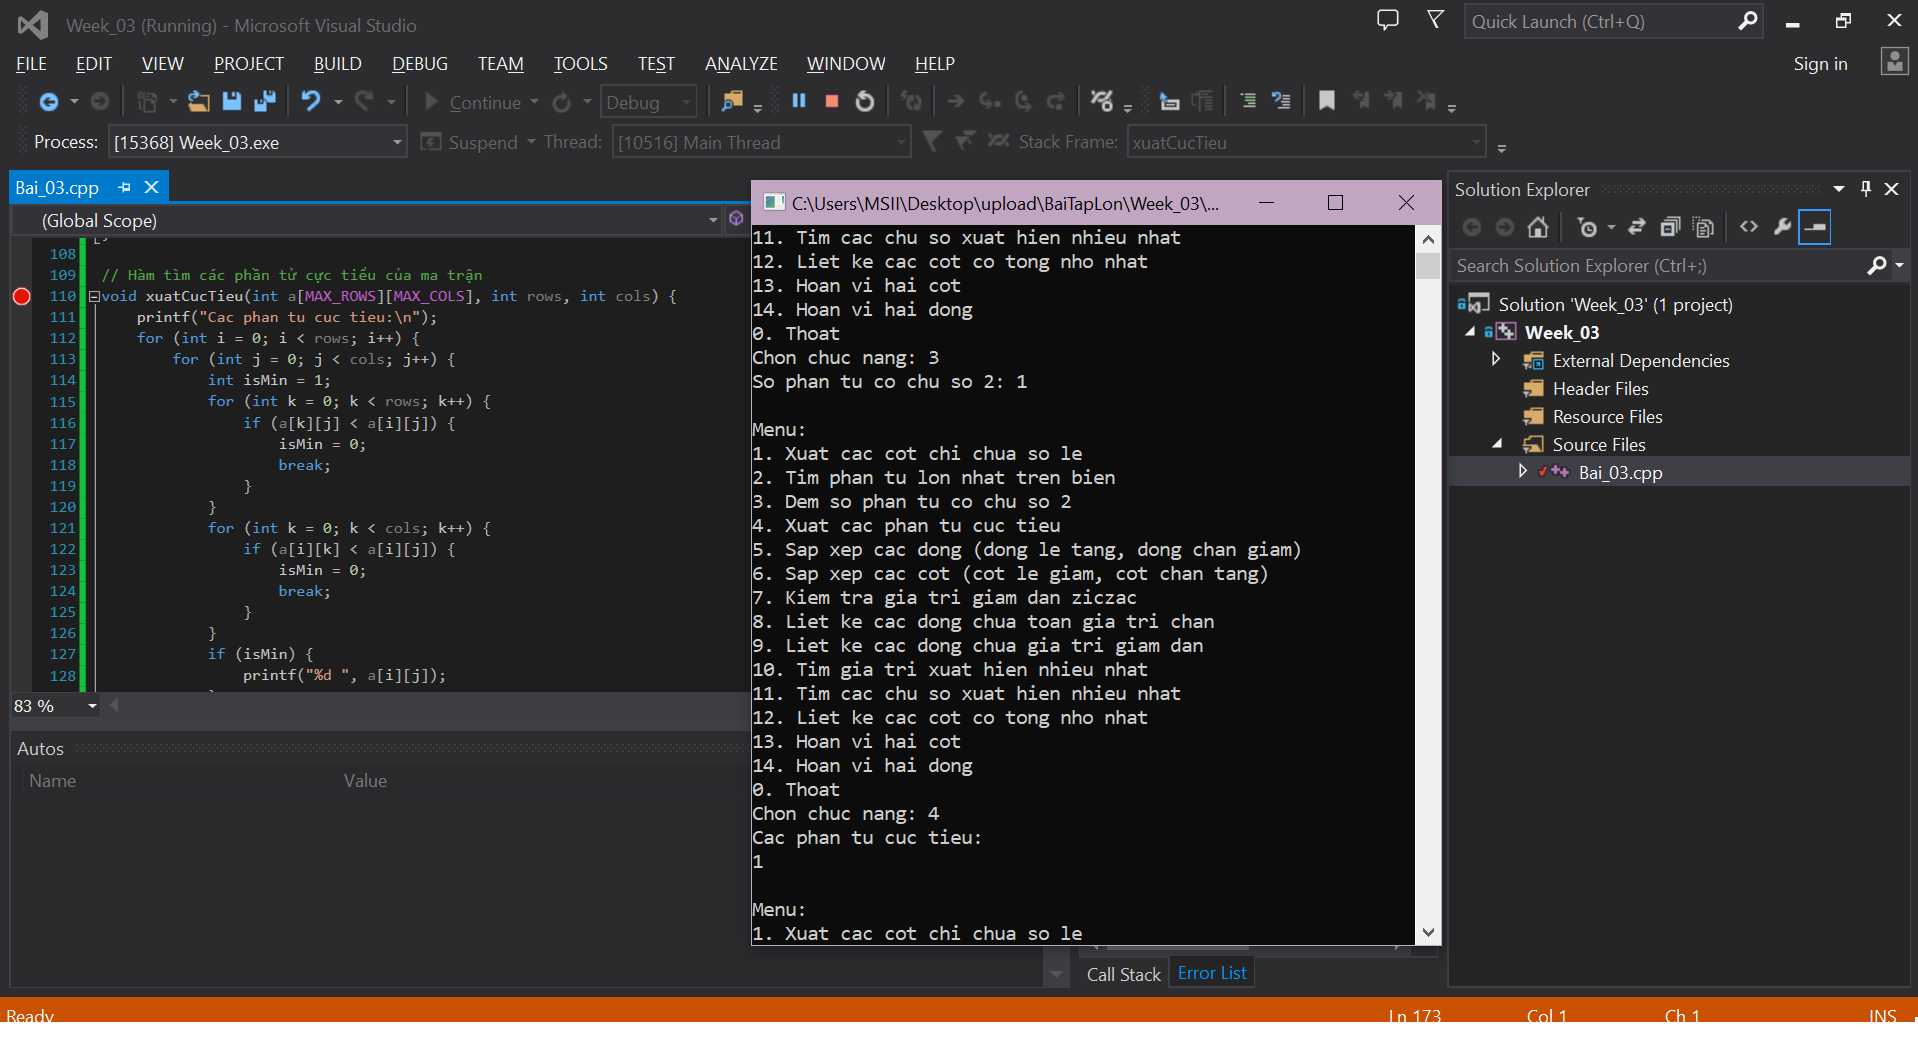 Week_03 (Running) - Microsoft Visual Studio
Quick Launch (Ctrl+Q)
FILE EDIT VIEW PROJECT BUILD DEBUG TEAM TOOLS TEST ANALYZE WINDOW HELP
Sign in
Continue
Debug
Process: [15368] Week_03.exe
Suspend
Thread: [10516] Main Thread
Stack Frame: xuatCucTieu
Bai_03.cpp
(Global Scope)
108
109 // Hàm tìm các phần tử cực tiểu của ma trận
110 void xuatCucTieu(int a[MAX_ROWS][MAX_COLS], int rows, int cols) {
111 printf("Cac phan tu cuc tieu:\n");
112 for (int i = 0; i < rows; i++) {
113 for (int j = 0; j < cols; j++) {
114 int isMin = 1;
115 for (int k = 0; k < rows; k++) {
116 if (a[k][j] < a[i][j]) {
117 isMin = 0;
118 break;
119 }
120 }
121 for (int k = 0; k < cols; k++) {
122 if (a[i][k] < a[i][j]) {
123 isMin = 0;
124 break;
125 }
126 }
127 if (isMin) {
128 printf("%d ", a[i][j]);
83 %
Autos
Name Value
C:\Users\MSII\Desktop\upload\BaiTapLon\Week_03\...
11. Tim cac chu so xuat hien nhieu nhat
12. Liet ke cac cot co tong nho nhat
13. Hoan vi hai cot
14. Hoan vi hai dong
0. Thoat
Chon chuc nang: 3
So phan tu co chu so 2: 1
Menu:
1. Xuat cac cot chi chua so le
2. Tim phan tu lon nhat tren bien
3. Dem so phan tu co chu so 2
4. Xuat cac phan tu cuc tieu
5. Sap xep cac dong (dong le tang, dong chan giam)
6. Sap xep cac cot (cot le giam, cot chan tang)
7. Kiem tra gia tri giam dan ziczac
8. Liet ke cac dong chua toan gia tri chan
9. Liet ke cac dong chua gia tri giam dan
10. Tim gia tri xuat hien nhieu nhat
11. Tim cac chu so xuat hien nhieu nhat
12. Liet ke cac cot co tong nho nhat
13. Hoan vi hai cot
14. Hoan vi hai dong
0. Thoat
Chon chuc nang: 4
Cac phan tu cuc tieu:
1
Menu:
1. Xuat cac cot chi chua so le
Call Stack
Error List
Solution Explorer
Search Solution Explorer (Ctrl+;)
Solution 'Week_03' (1 project)
Week_03
External Dependencies
Header Files
Resource Files
Source Files
Bai_03.cpp
Ready
Ln 173 Col 1 Ch 1 INS